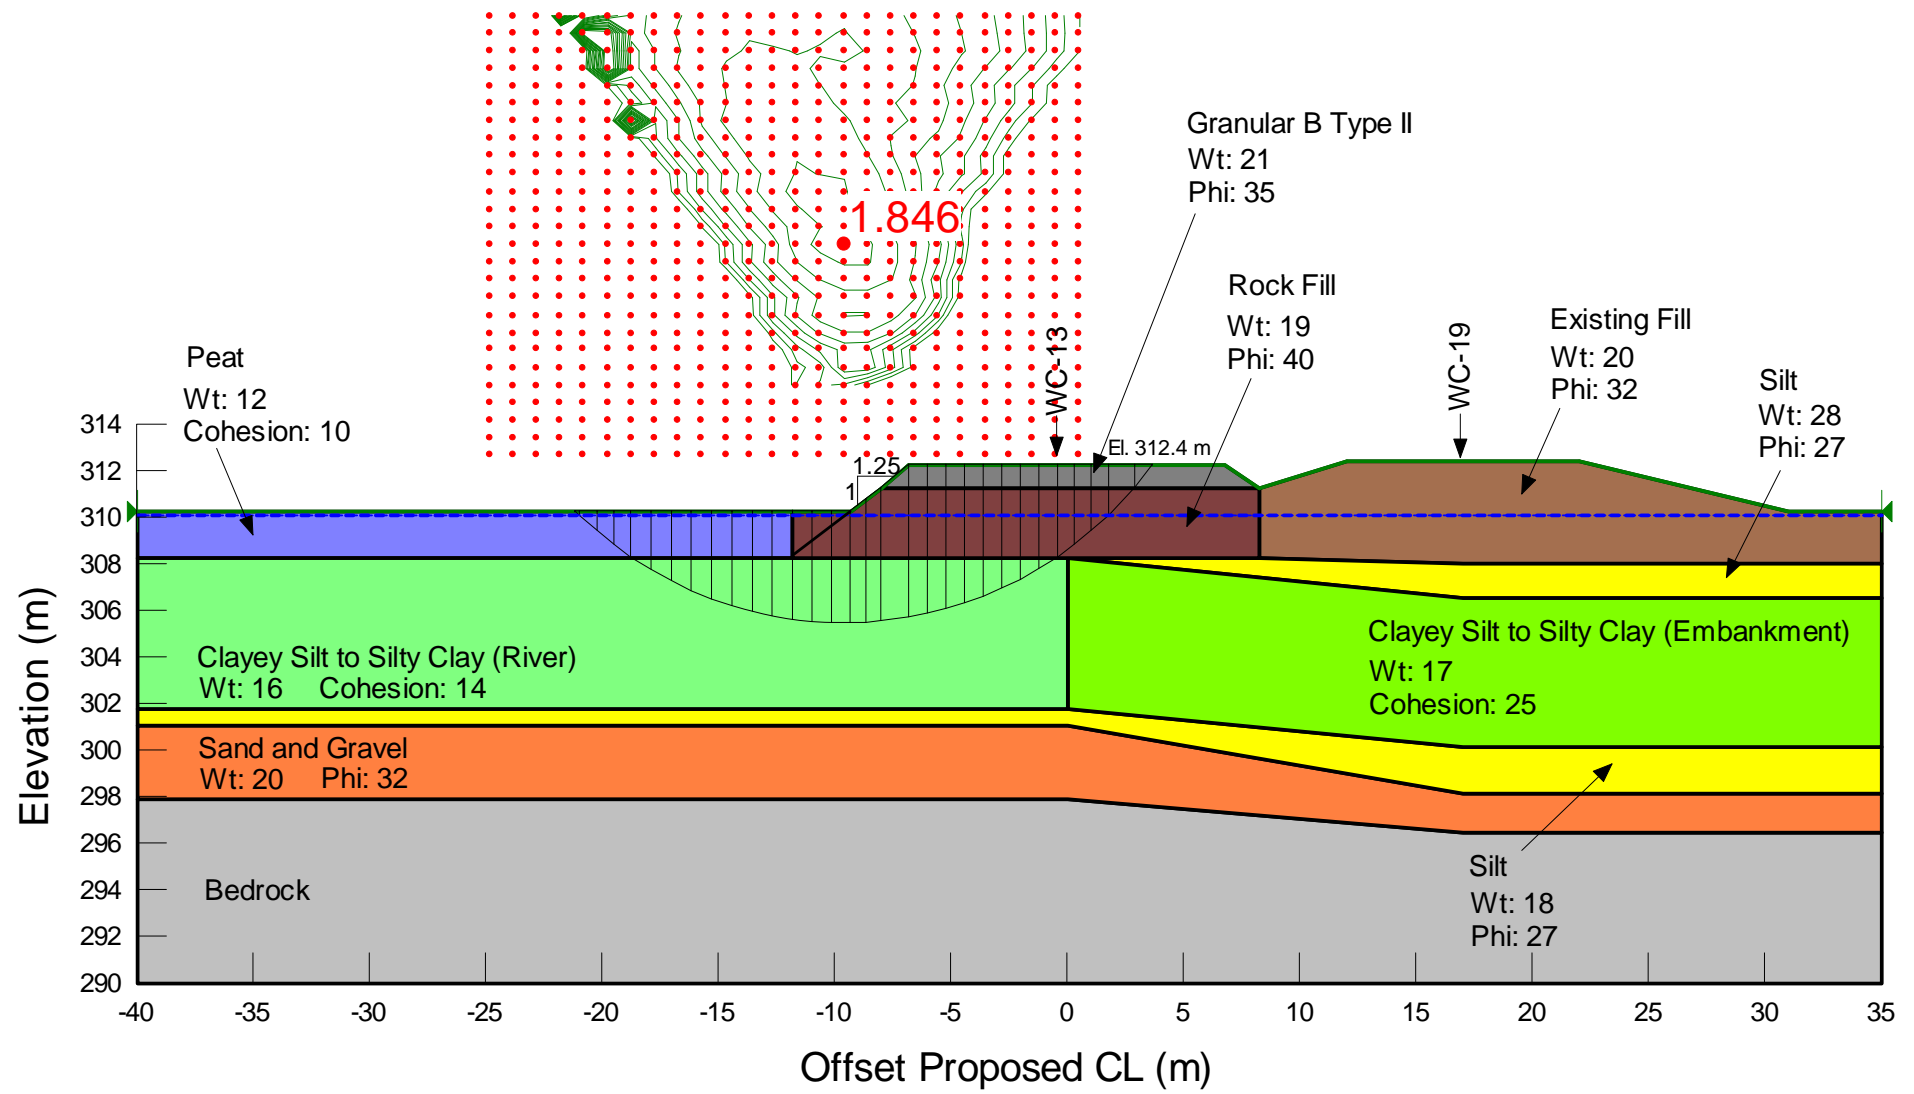 Granular B Type II
Wt: 21
Phi: 35
1.846
Rock Fill
Wt: 19
Phi: 40
WC-13
WC-19
Existing Fill
Wt: 20
Phi: 32
Silt
Wt: 28
Phi: 27
Peat
Wt: 12
Cohesion: 10
1.25
1
El. 312.4 m
Clayey Silt to Silty Clay (River)
Wt: 16 Cohesion: 14
Clayey Silt to Silty Clay (Embankment)
Wt: 17
Cohesion: 25
Sand and Gravel
Wt: 20 Phi: 32
Silt
Wt: 18
Phi: 27
Bedrock
Elevation (m)
314
312
310
308
306
304
302
300
298
296
294
292
290
-40 -35 -30 -25 -20 -15 -10 -5 0 5 10 15 20 25 30 35
Offset Proposed CL (m)